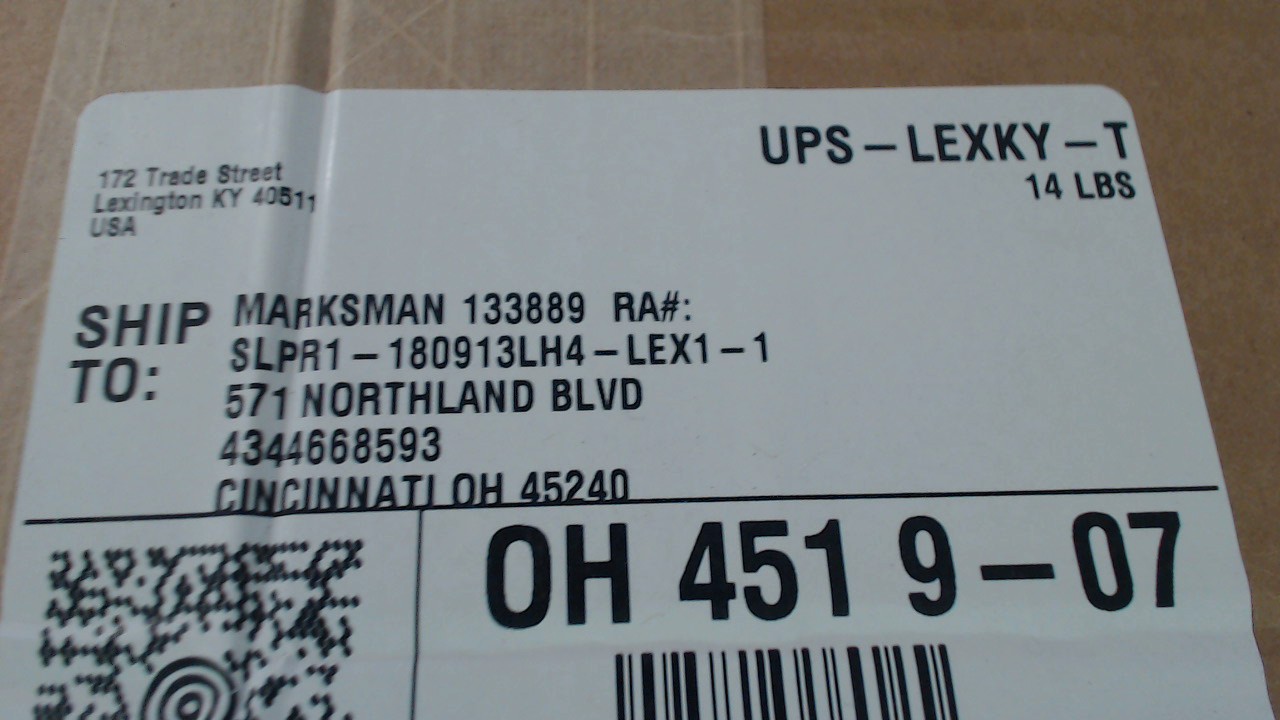 172 Trade Street
Lexington KY 40511
USA
UPS-LEXKY-T
14 LBS
SHIP TO:
MARKSMAN 133889 RA#:
SLPR1-180913LH4-LEX1-1
571 NORTHLAND BLVD
4344668593
CINCINNATI OH 45240
OH 451 9-07